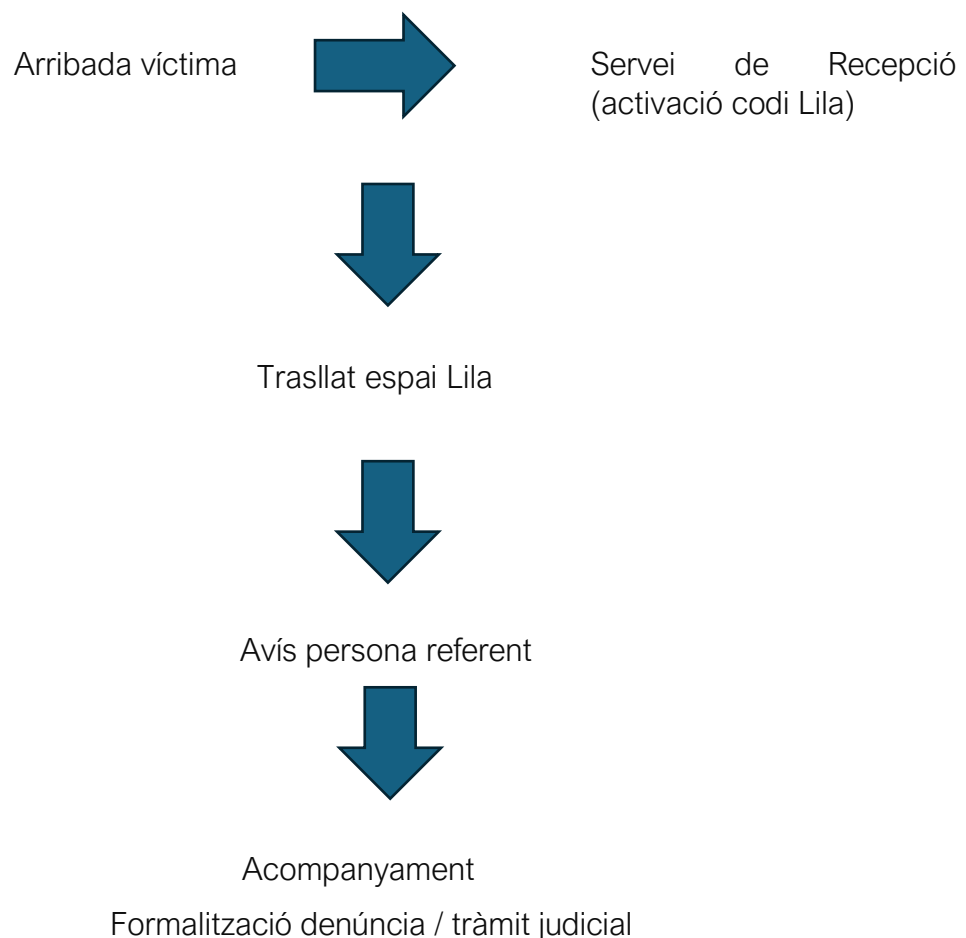 Arribada víctima
Servei de Recepció
(activació codi Lila)
Trasllat espai Lila
Avís persona referent
Acompanyament
Formalització denúncia / tràmit judicial